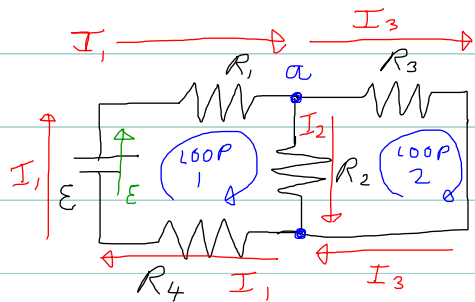 I₁ I₃
R₁ a R₃
I₂
LOOP LOOP
1 2
I₁ ε ε R₂
R₄ I₁ I₃